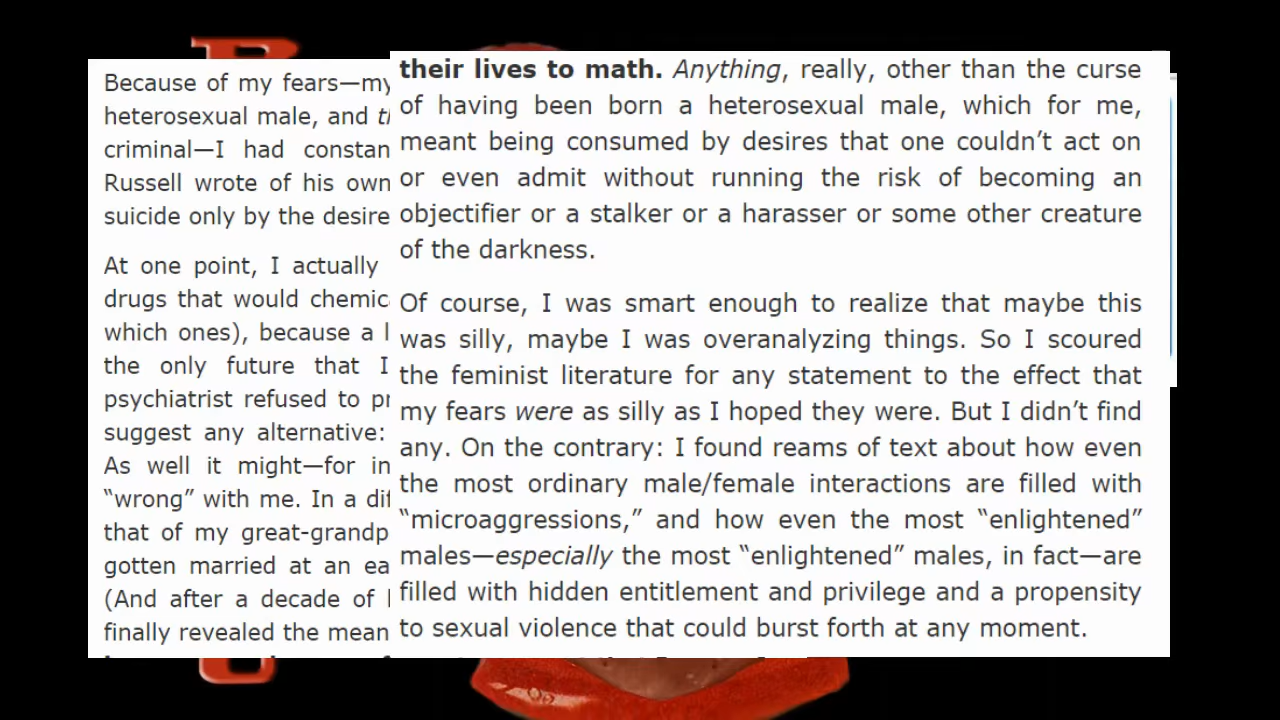 Because of my fears—my
heterosexual male, and
criminal—I had constan
Russell wrote of his own
suicide only by the desire
At one point, I actually
drugs that would chemic
which ones), because a
the only future that I
psychiatrist refused to pr
suggest any alternative:
As well it might—for in
“wrong” with me. In a dif
that of my great-grandp
gotten married at an ea
(And after a decade of
finally revealed the mean
their lives to math. Anything, really, other than the curse
of having been born a heterosexual male, which for me,
meant being consumed by desires that one couldn’t act on
or even admit without running the risk of becoming an
objectifier or a stalker or a harasser or some other creature
of the darkness.
Of course, I was smart enough to realize that maybe this
was silly, maybe I was overanalyzing things. So I scoured
the feminist literature for any statement to the effect that
my fears were as silly as I hoped they were. But I didn’t find
any. On the contrary: I found reams of text about how even
the most ordinary male/female interactions are filled with
“microaggressions,” and how even the most “enlightened”
males—especially the most “enlightened” males, in fact—are
filled with hidden entitlement and privilege and a propensity
to sexual violence that could burst forth at any moment.